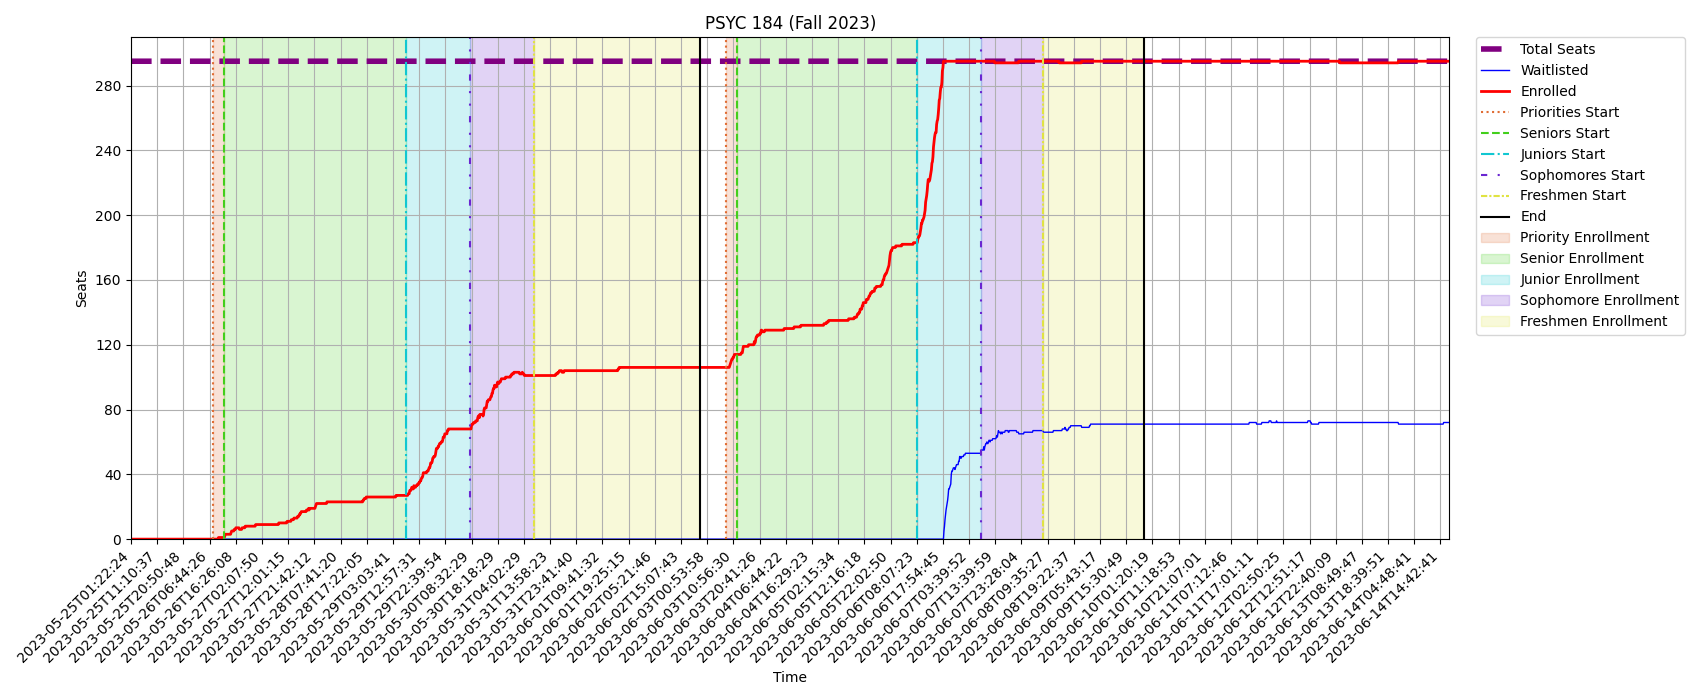 PSYC 184 (Fall 2023)
Seats
280
240
200
160
120
80
40
0
2023-05-25T01:22:24
2023-05-25T11:10:37
2023-05-25T20:50:48
2023-05-26T06:44:26
2023-05-26T16:26:08
2023-05-27T02:07:50
2023-05-27T12:01:15
2023-05-27T21:42:12
2023-05-28T07:41:20
2023-05-28T17:22:05
2023-05-29T03:03:41
2023-05-29T12:57:31
2023-05-29T22:39:54
2023-05-30T08:32:29
2023-05-30T18:18:29
2023-05-31T04:02:29
2023-05-31T13:58:23
2023-05-31T23:41:40
2023-06-01T09:41:32
2023-06-01T19:25:15
2023-06-02T05:21:46
2023-06-02T15:07:43
2023-06-03T00:53:58
2023-06-03T10:56:30
2023-06-03T20:41:26
2023-06-04T06:44:22
2023-06-04T16:29:23
2023-06-05T02:15:34
2023-06-05T12:16:18
2023-06-05T22:02:50
2023-06-06T08:07:23
2023-06-06T17:54:45
2023-06-07T03:39:52
2023-06-07T13:39:59
2023-06-07T23:28:04
2023-06-08T09:35:27
2023-06-08T19:22:37
2023-06-09T05:43:17
2023-06-09T15:30:49
2023-06-10T01:20:19
2023-06-10T11:18:53
2023-06-10T21:07:01
2023-06-11T07:12:46
2023-06-11T17:01:11
2023-06-12T02:50:25
2023-06-12T12:51:17
2023-06-12T22:40:09
2023-06-13T08:49:47
2023-06-13T18:39:51
2023-06-14T04:48:41
2023-06-14T14:42:41
Time
Total Seats
Waitlisted
Enrolled
Priorities Start
Seniors Start
Juniors Start
Sophomores Start
Freshmen Start
End
Priority Enrollment
Senior Enrollment
Junior Enrollment
Sophomore Enrollment
Freshmen Enrollment